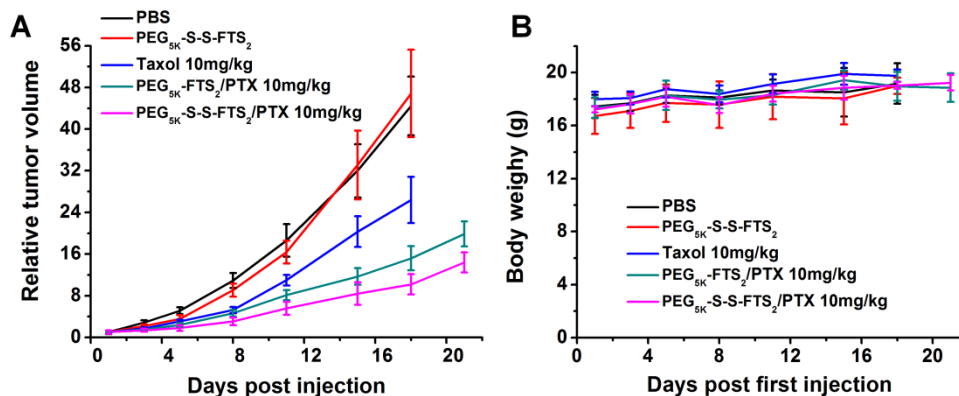 A
PBS
PEG5K-S-S-FTS2
Taxol 10mg/kg
PEG5K-FTS2/PTX 10mg/kg
PEG5K-S-S-FTS2/PTX 10mg/kg
Relative tumor volume
56
48
40
32
24
16
8
0
0
4
8
12
16
20
Days post injection
B
Body weighy (g)
20
16
12
8
4
0
PBS
PEG5K-S-S-FTS2
Taxol 10mg/kg
PEG5K-FTS2/PTX 10mg/kg
PEG5K-S-S-FTS2/PTX 10mg/kg
0
4
8
12
16
20
Days post first injection